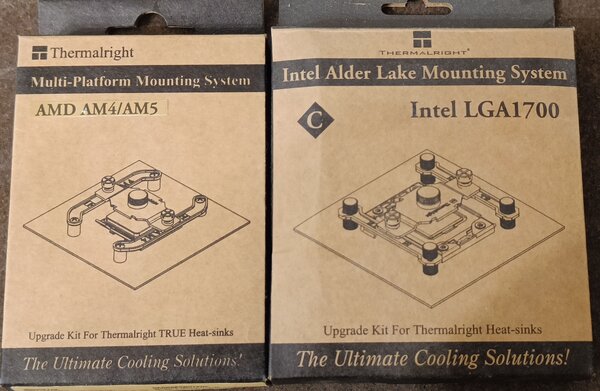 Thermalright
Multi-Platform Mounting System
AMD AM4/AM5
Upgrade Kit For Thermalright TRUE Heat-sinks
The Ultimate Cooling Solutions!
THERMALRIGHT®
Intel Alder Lake Mounting System
C
Intel LGA1700
Upgrade Kit For Thermalright Heat-sinks
The Ultimate Cooling Solutions!